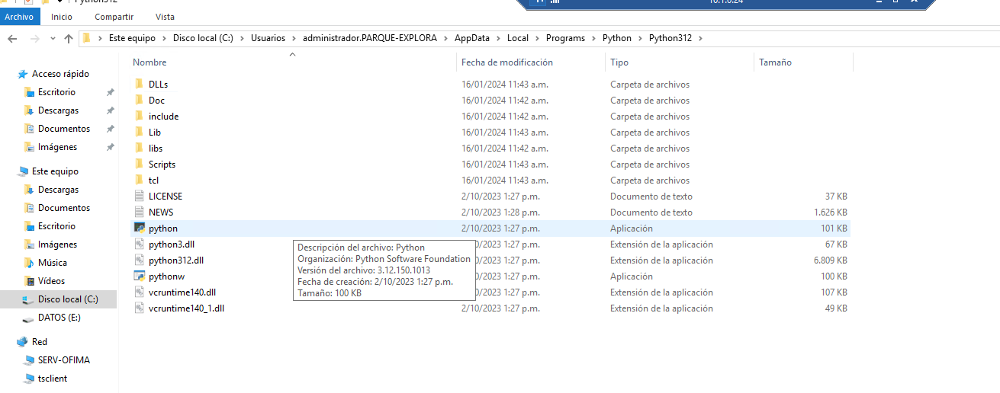 Python312
10.1.0.24
Archivo Inicio Compartir Vista
Este equipo > Disco local (C:) > Usuarios > administrador.PARQUE-EXPLORA > AppData > Local > Programs > Python > Python312 >
Nombre Fecha de modificación Tipo Tamaño
Acceso rápido
Escritorio
Descargas
Documentos
Imágenes
Este equipo
Descargas
Documentos
Escritorio
Imágenes
Música
Vídeos
Disco local (C:)
DATOS (E:)
Red
SERV-OFIMA
tsclient
DLLs 16/01/2024 11:43 a.m. Carpeta de archivos
Doc 16/01/2024 11:42 a.m. Carpeta de archivos
include 16/01/2024 11:42 a.m. Carpeta de archivos
Lib 16/01/2024 11:43 a.m. Carpeta de archivos
libs 16/01/2024 11:42 a.m. Carpeta de archivos
Scripts 16/01/2024 11:43 a.m. Carpeta de archivos
tcl 16/01/2024 11:43 a.m. Carpeta de archivos
LICENSE 2/10/2023 1:27 p.m. Documento de texto 37 KB
NEWS 2/10/2023 1:28 p.m. Documento de texto 1.626 KB
python 2/10/2023 1:27 p.m. Aplicación 101 KB
python3.dll 0/2023 1:27 p.m. Extensión de la aplicación 67 KB
python312.dll 0/2023 1:27 p.m. Extensión de la aplicación 6.809 KB
pythonw 0/2023 1:27 p.m. Aplicación 100 KB
vcruntime140.dll 0/2023 1:27 p.m. Extensión de la aplicación 107 KB
vcruntime140_1.dll 2/10/2023 1:27 p.m. Extensión de la aplicación 49 KB
Descripción del archivo: Python
Organización: Python Software Foundation
Versión del archivo: 3.12.150.1013
Fecha de creación: 2/10/2023 1:27 p.m.
Tamaño: 100 KB